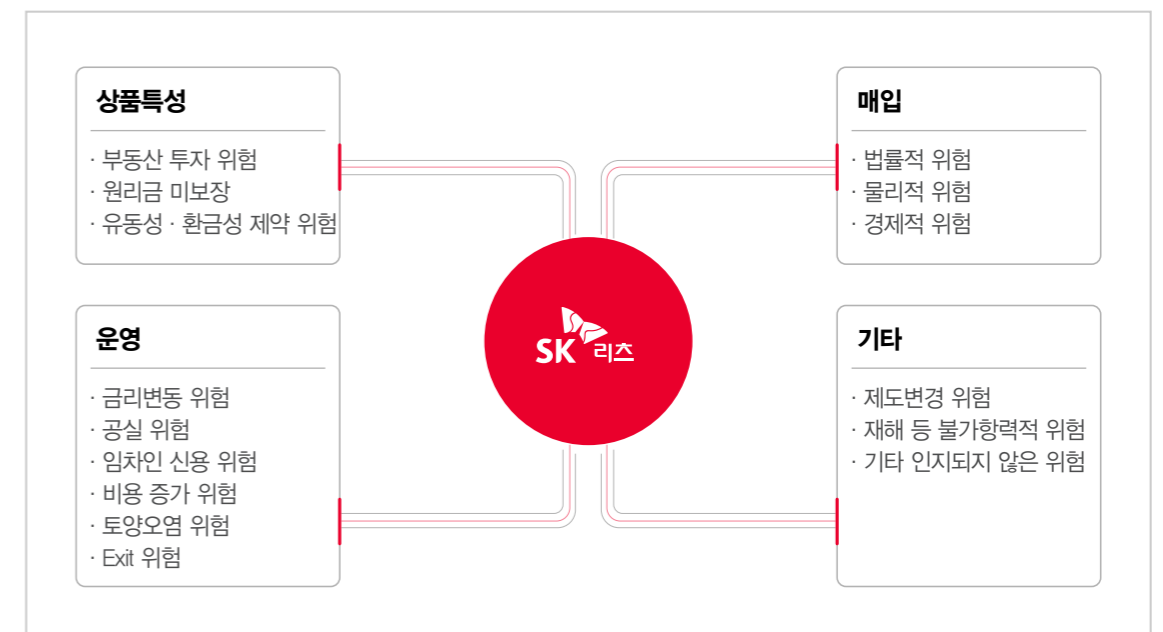 상품특성
· 부동산 투자 위험
· 원리금 미보장
· 유동성 · 환금성 제약 위험
매입
· 법률적 위험
· 물리적 위험
· 경제적 위험
SK 리츠
운영
· 금리변동 위험
· 공실 위험
· 임차인 신용 위험
· 비용 증가 위험
· 토양오염 위험
· Exit 위험
기타
· 제도변경 위험
· 재해 등 불가항력적 위험
· 기타 인지되지 않은 위험